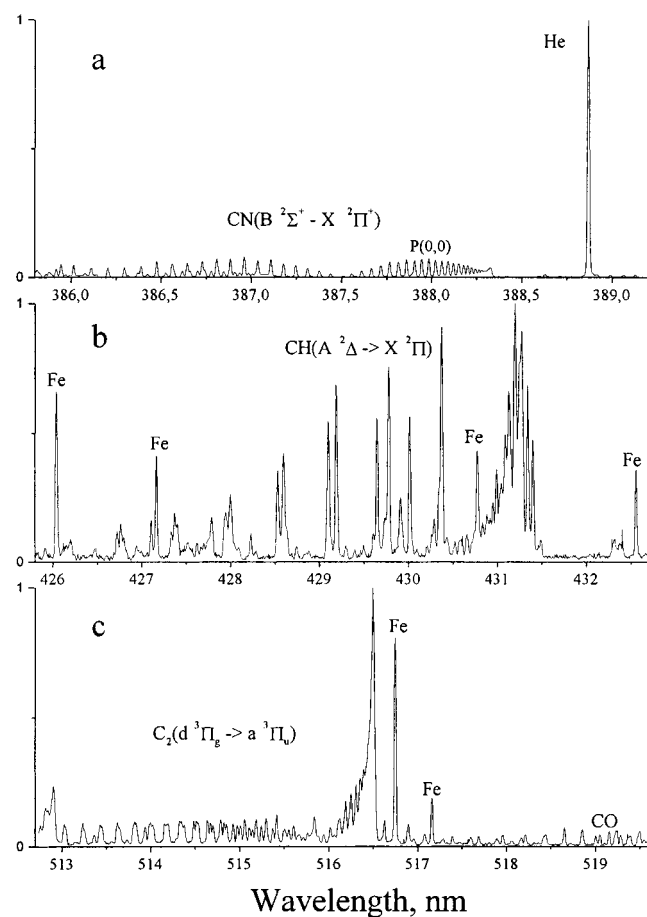 1
a
He
CN(B ²Σ⁺ - X ²Π⁺)
P(0,0)
0
386,0 386,5 387,0 387,5 388,0 388,5 389,0
1
b
CH(A ²Δ -> X ²Π)
Fe
Fe
Fe
Fe
0
426 427 428 429 430 431 432
1
c
Fe
C₂(d ³Π_g -> a ³Π_u)
Fe
CO
0
513 514 515 516 517 518 519
Wavelength, nm